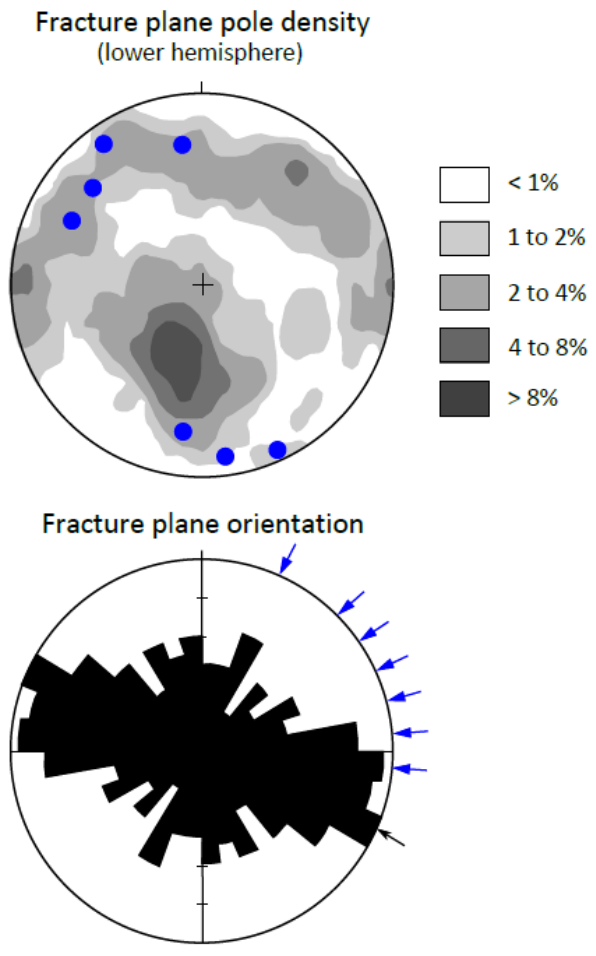 Fracture plane pole density
(lower hemisphere)
< 1%
1 to 2%
2 to 4%
4 to 8%
> 8%
Fracture plane orientation